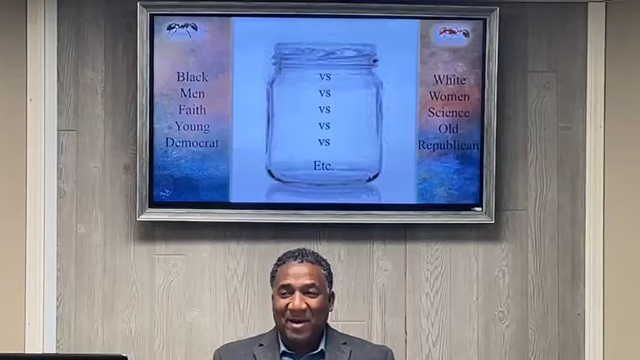 Black vs White
Men vs Women
Faith vs Science
Young vs Old
Democrat vs Republican
Etc.